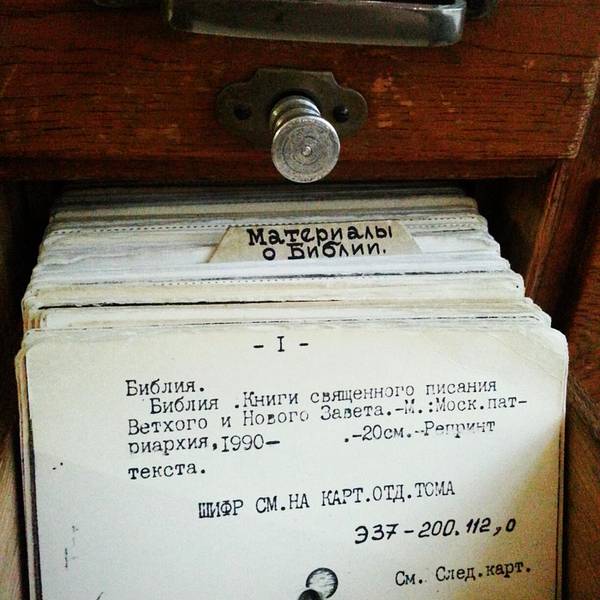 Материалы
о Библии.
- I -
Библия.
Библия .Книги священного писания
Ветхого и Нового Завета.-М.:Моск.пат-
риархия,1990- .-20см.-Репринт
текста.
ШИФР СМ.НА КАРТ.ОТД.ТОМА
Э37-200.112,0
См. След.карт.